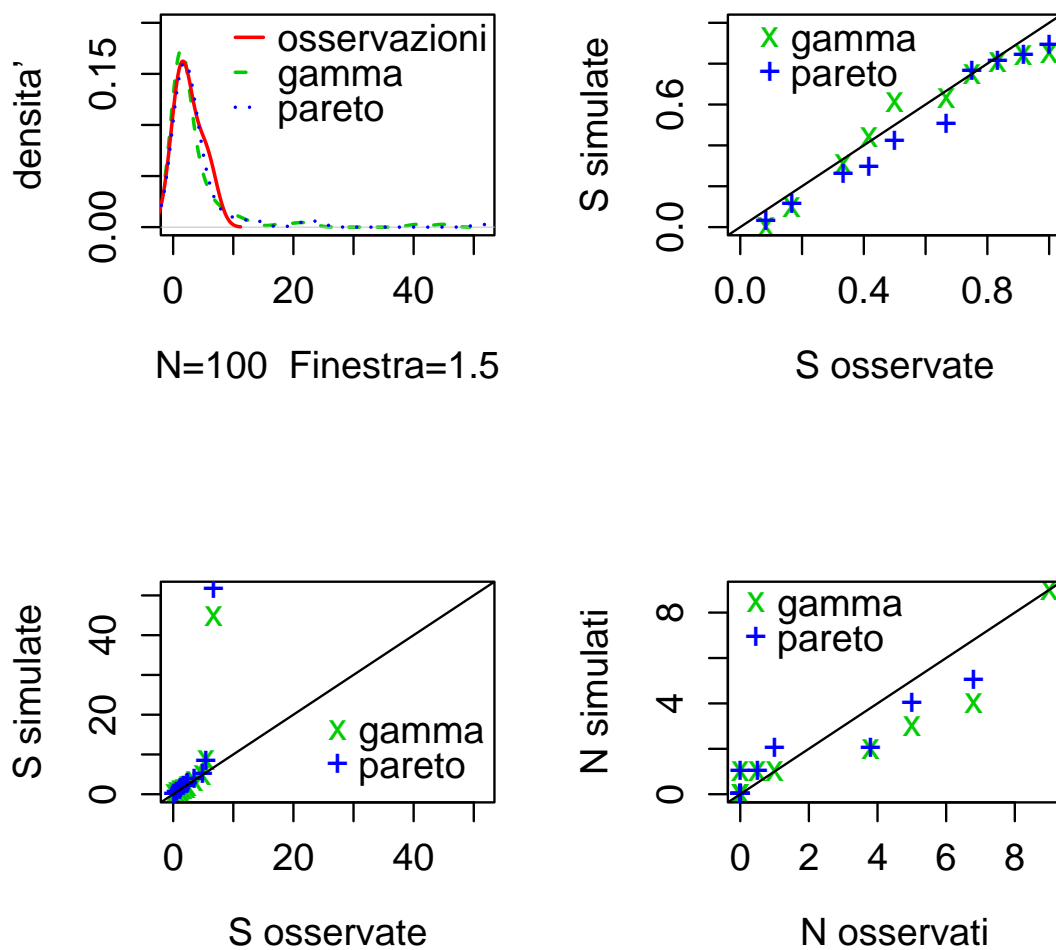 densita'
0.00
0.15
osservazioni
gamma
pareto
0
20
40
N=100 Finestra=1.5
S simulate
0.0
0.6
x gamma
+ pareto
0.0
0.4
0.8
S osservate
S simulate
0
20
40
x gamma
+ pareto
0
20
40
S osservate
N simulati
0
4
8
x gamma
+ pareto
0
2
4
6
8
N osservati